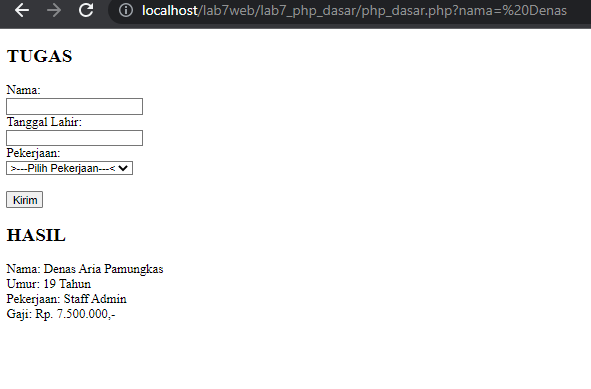 localhost/lab7web/lab7_php_dasar/php_dasar.php?nama=%20Denas
TUGAS
Nama:
Tanggal Lahir:
Pekerjaan:
>---Pilih Pekerjaan---<
Kirim
HASIL
Nama: Denas Aria Pamungkas
Umur: 19 Tahun
Pekerjaan: Staff Admin
Gaji: Rp. 7.500.000,-